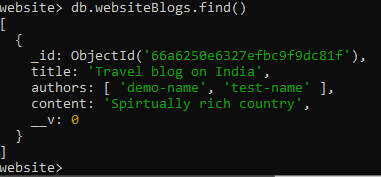 website> db.websiteBlogs.find()
[
  {
    _id: ObjectId('66a6250e6327efbc9f9dc81f'),
    title: 'Travel blog on India',
    authors: [ 'demo-name', 'test-name' ],
    content: 'Spirtually rich country',
    __v: 0
  }
]
website>